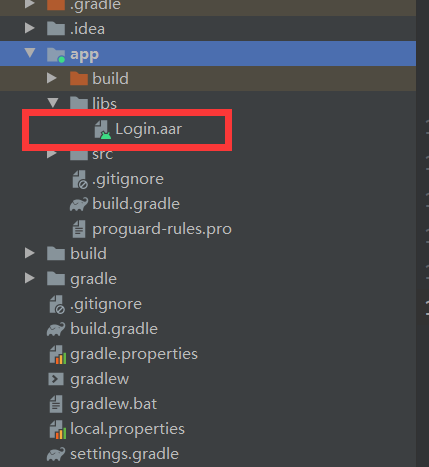 .gradle
.idea
app
build
libs
Login.aar
src
.gitignore
build.gradle
proguard-rules.pro
build
gradle
.gitignore
build.gradle
gradle.properties
gradlew
gradlew.bat
local.properties
settings.gradle